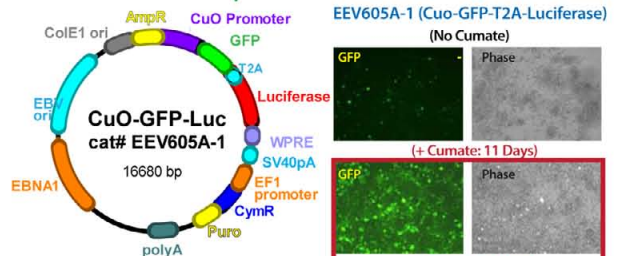 AmpR
CuO Promoter
ColE1 ori
GFP
T2A
Luciferase
EBV
ori
CuO-GFP-Luc
cat# EEV605A-1
16680 bp
WPRE
SV40pA
EF1
promoter
EBNA1
CymR
Puro
polyA
EEV605A-1 (Cuo-GFP-T2A-Luciferase)
(No Cumate)
GFP
-
Phase
(+ Cumate: 11 Days)
GFP
Phase